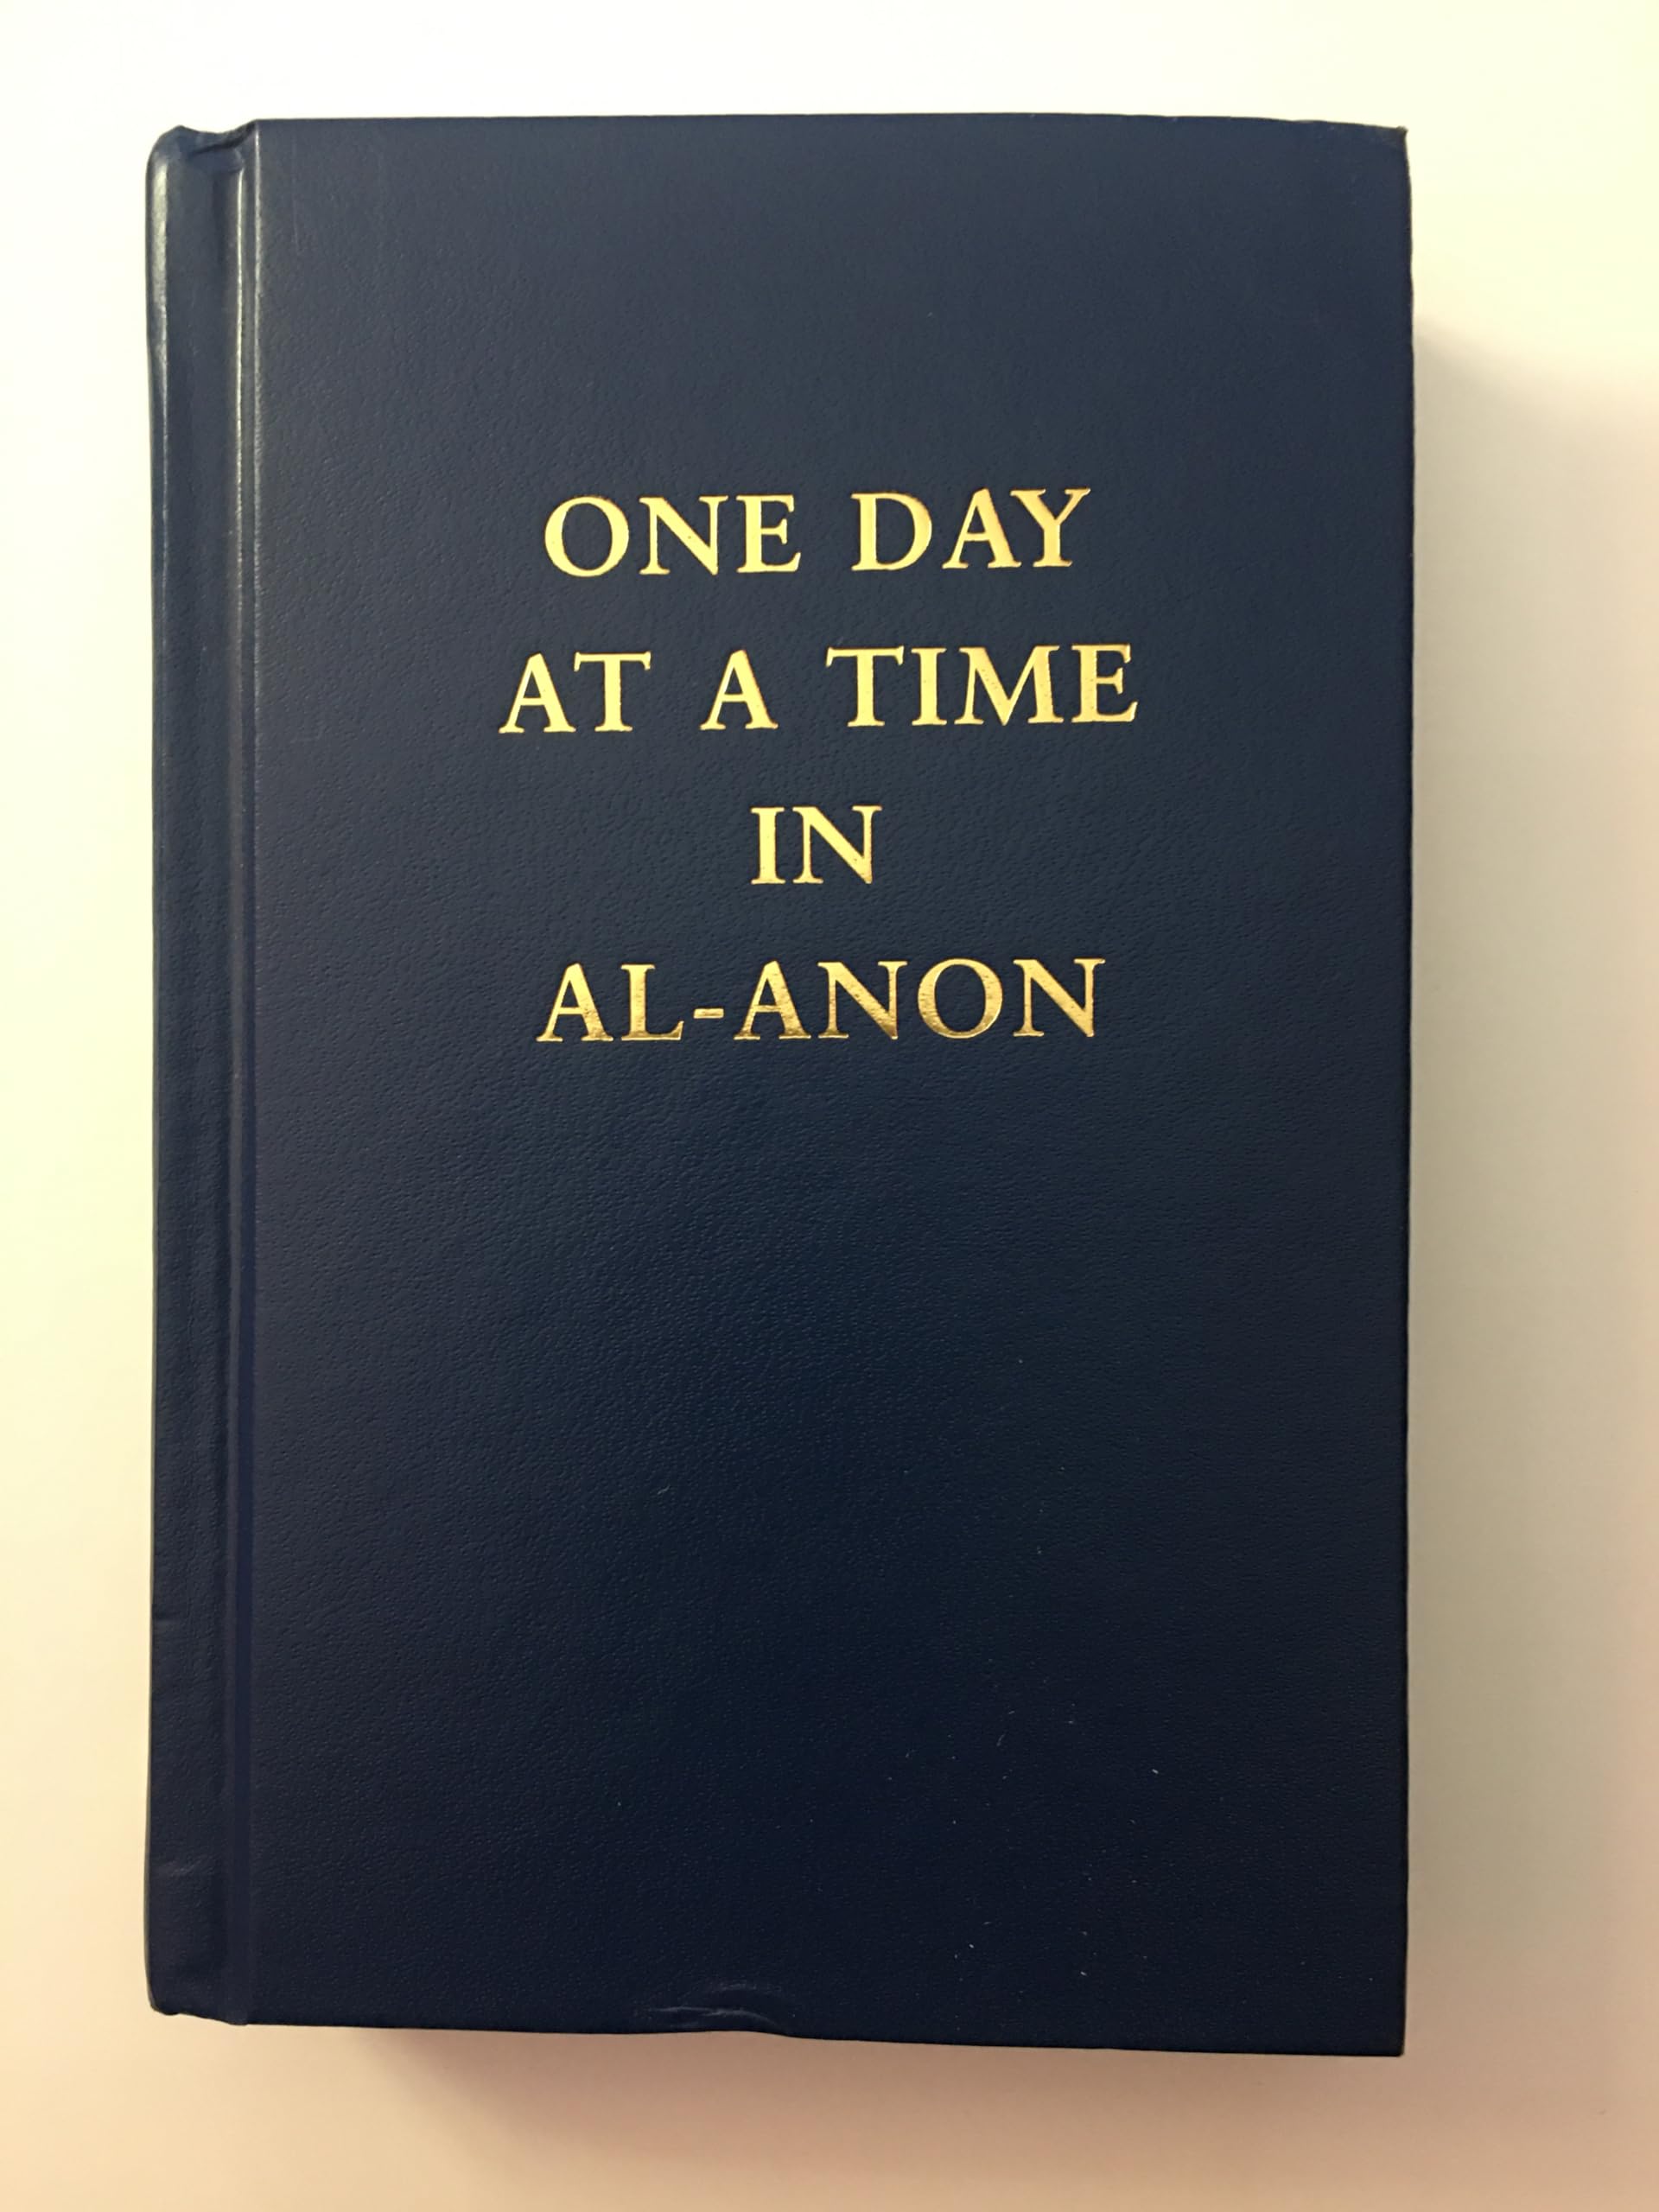 ONE DAY
AT A TIME
IN
AL-ANON